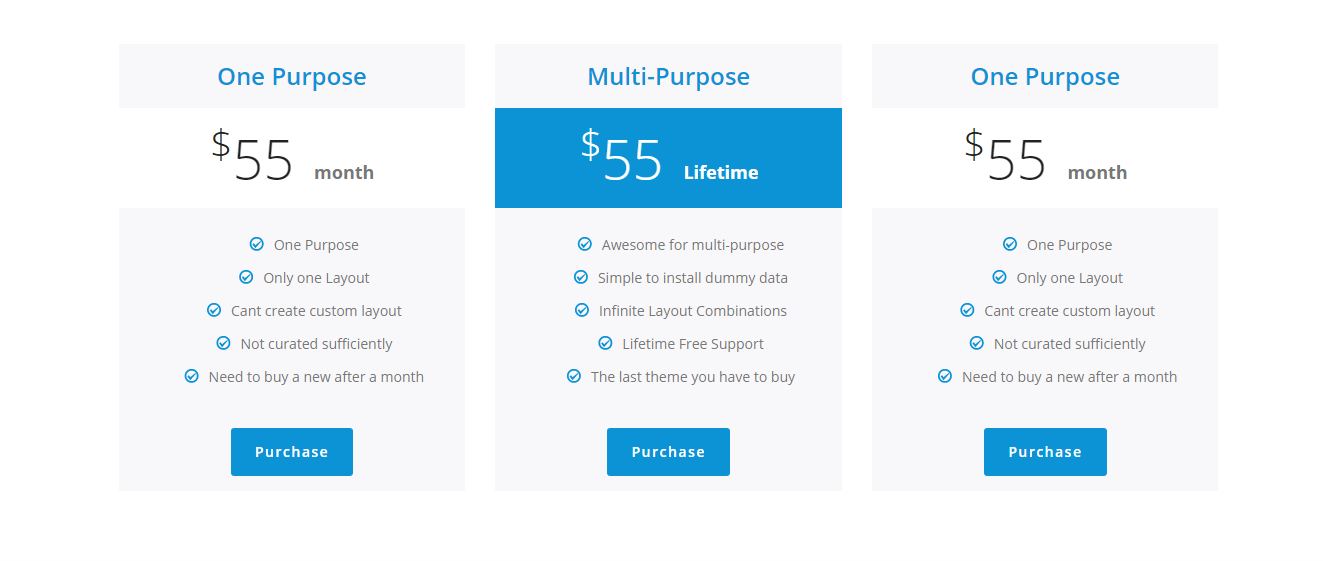 One Purpose
$55 month
One Purpose
Only one Layout
Cant create custom layout
Not curated sufficiently
Need to buy a new after a month
Purchase
Multi-Purpose
$55 Lifetime
Awesome for multi-purpose
Simple to install dummy data
Infinite Layout Combinations
Lifetime Free Support
The last theme you have to buy
Purchase
One Purpose
$55 month
One Purpose
Only one Layout
Cant create custom layout
Not curated sufficiently
Need to buy a new after a month
Purchase